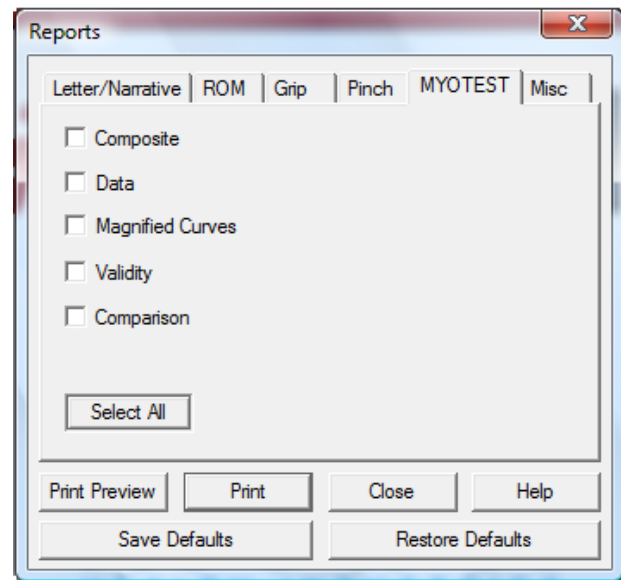 Reports
Letter/Narrative ROM Grip Pinch MYOTEST Misc
Composite
Data
Magnified Curves
Validity
Comparison
Select All
Print Preview Print Close Help
Save Defaults Restore Defaults